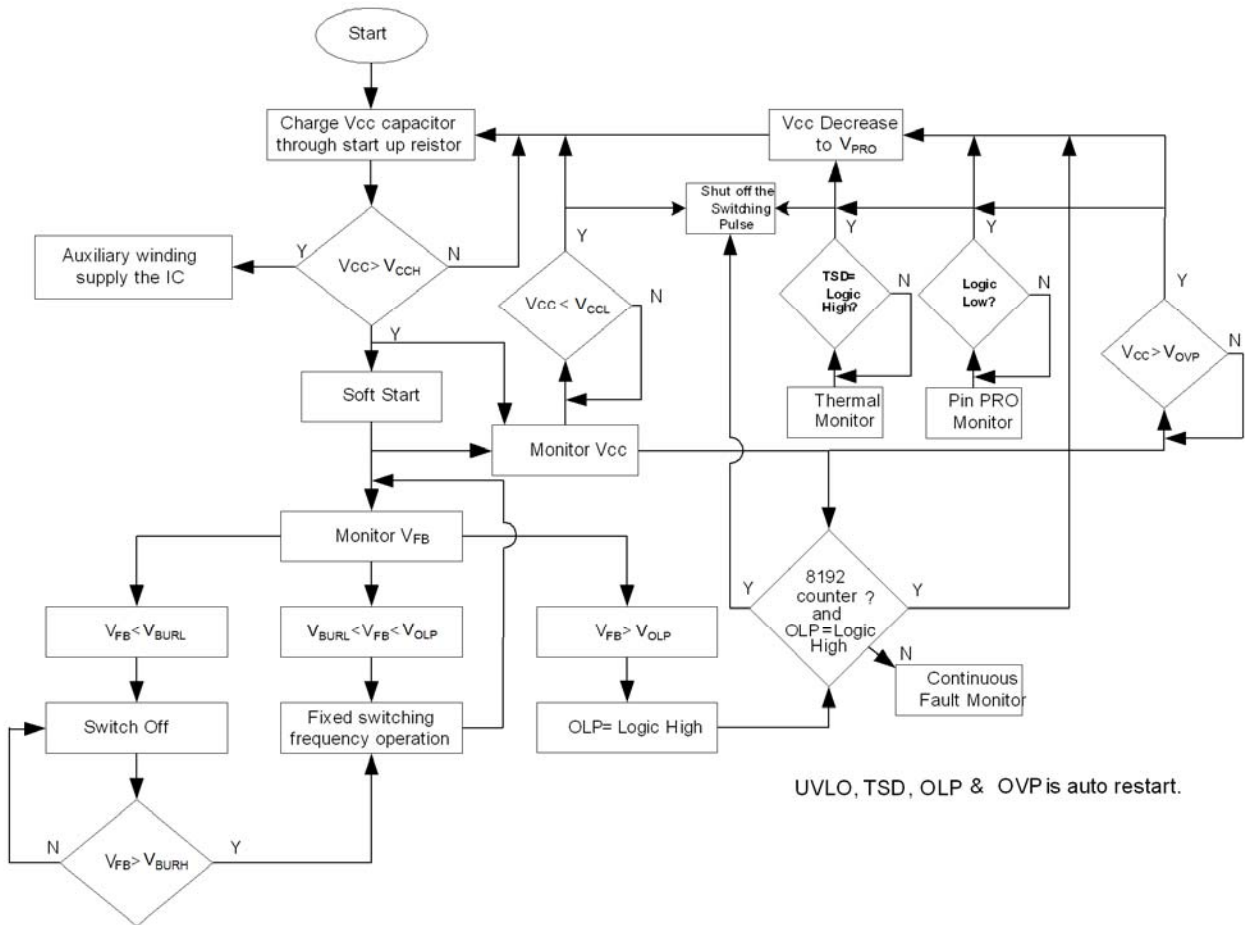 Start
Charge Vcc capacitor
through start up reistor
Vcc Decrease
to VPRO
Shut off the
Switching
Pulse
Auxiliary winding
supply the IC
Y
Vcc> VCCH
N
Y
Vcc< VCCL
N
Y
TSD=
Logic
High?
N
Y
Logic
Low?
N
Y
VCC> VOVP
N
Y
Soft Start
Thermal
Monitor
Pin PRO
Monitor
Monitor Vcc
Monitor VFB
Y
8192
counter ?
and
OLP=Logic
High
Y
N
Continuous
Fault Monitor
VFB< VBURL
VBURL<VFB< VOLP
VFB> VOLP
Switch Off
Fixed switching
frequency operation
OLP= Logic High
N
VFB> VBURH
Y
UVLO, TSD, OLP & OVP is auto restart.